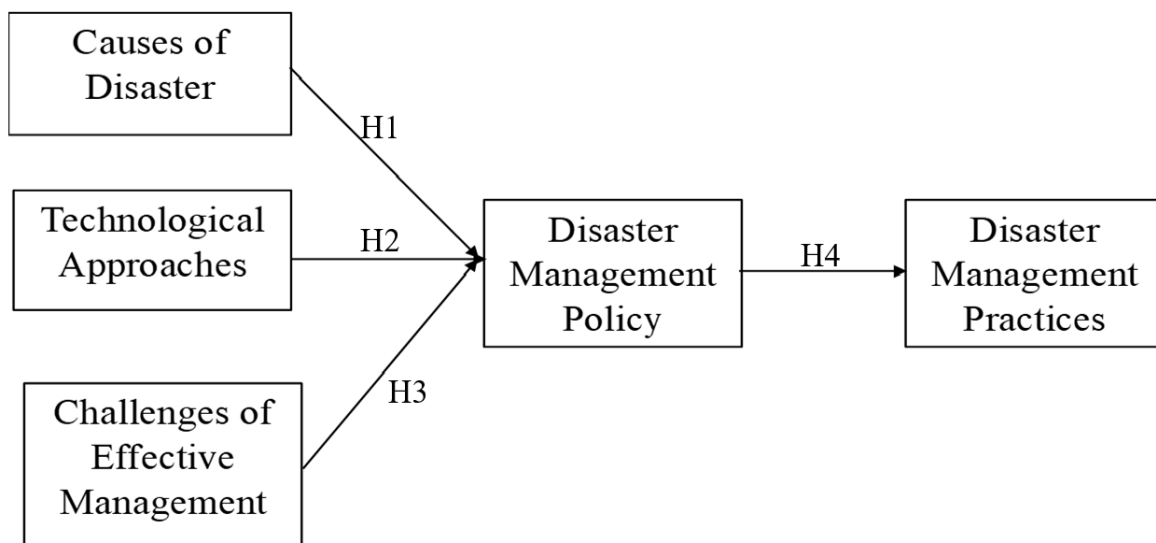 Causes of
Disaster
H1
Technological
Approaches
H2
Challenges of
Effective
Management
H3
Disaster
Management
Policy
H4
Disaster
Management
Practices